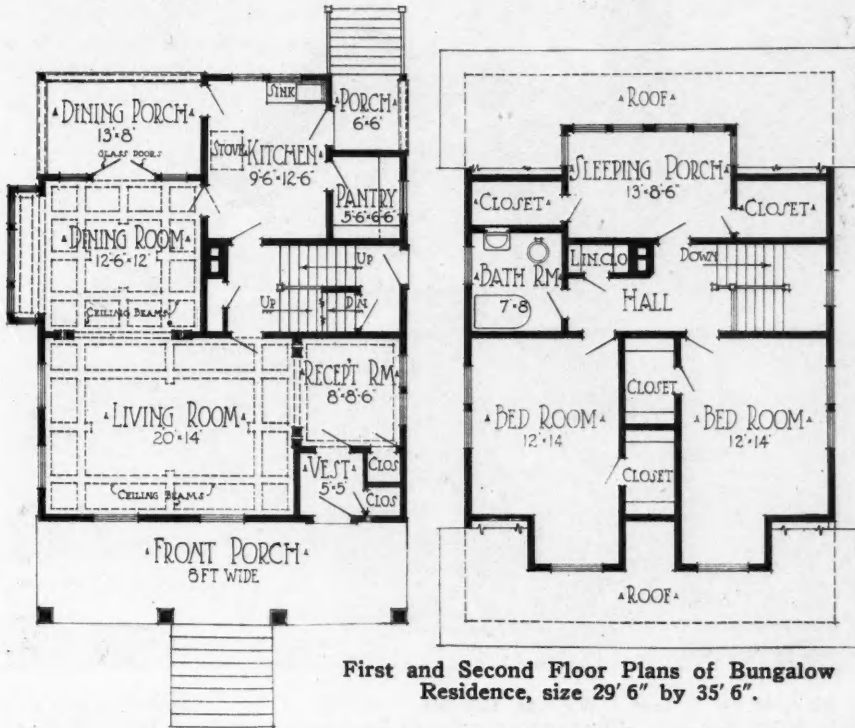 DINING PORCH
13'×8'
GLASS DOORS
SINK
PORCH
6'×6'
STOVE
KITCHEN
9'-6"×12'-6"
PANTRY
5'-6"×6'-6"
DINING ROOM
12'-6"×12'
CEILING BEAMS
UP
UP
DN
LIVING ROOM
20'×14'
CEILING BEAMS
RECEPT RM
8'×8'-6"
VEST
5'×5'
CLOS
CLOS
FRONT PORCH
8 FT WIDE
ROOF
SLEEPING PORCH
13'×8'-6"
CLOSET
CLOSET
BATH RM
7'×8'
LIN. CLO
DOWN
HALL
BED ROOM
12'×14'
CLOSET
CLOSET
BED ROOM
12'×14'
ROOF
First and Second Floor Plans of Bungalow
Residence, size 29' 6" by 35' 6".